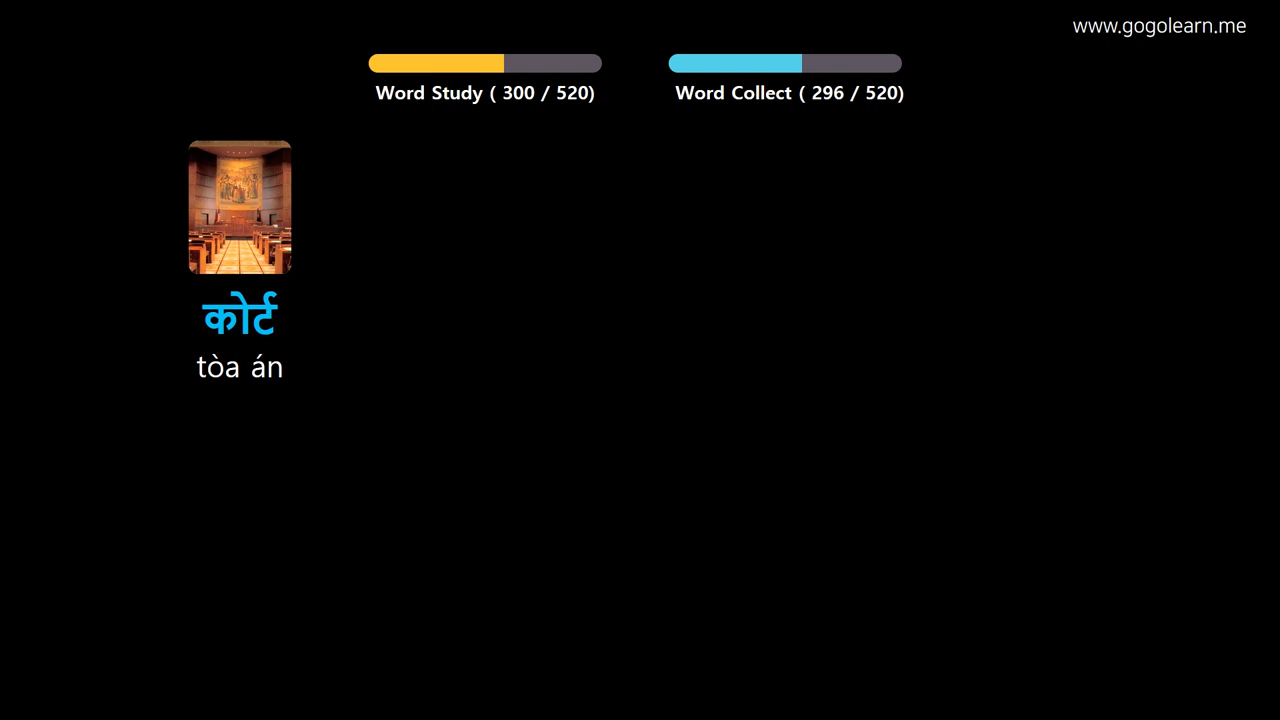 www.gogolearn.me
Word Study ( 300 / 520)
Word Collect ( 296 / 520)
कोर्ट
tòa án